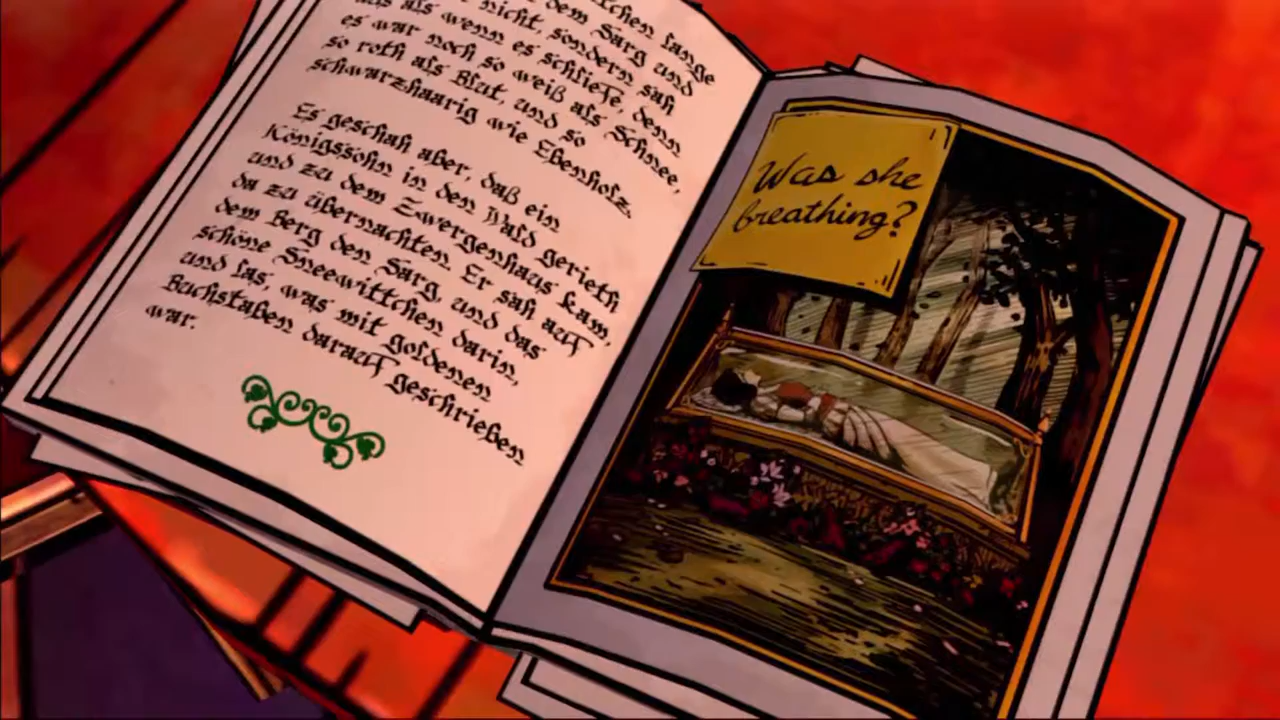 dem Sarg und
nicht, sondern sah
aus als wenn es schliefe, denn
es war noch so weiß als Schnee,
so roth als Blut, und so
schwarzhaarig wie Ebenholz.
Es geschah aber, daß ein
Königssohn in den Wald gerieth
und zu dem Zwergenhaus kam,
da zu übernachten. Er sah auf
dem Berg den Sarg, und das
schöne Sneewittchen darin,
und las, was mit goldenen
Buchstaben darauf geschrieben
war.
Was she
breathing?